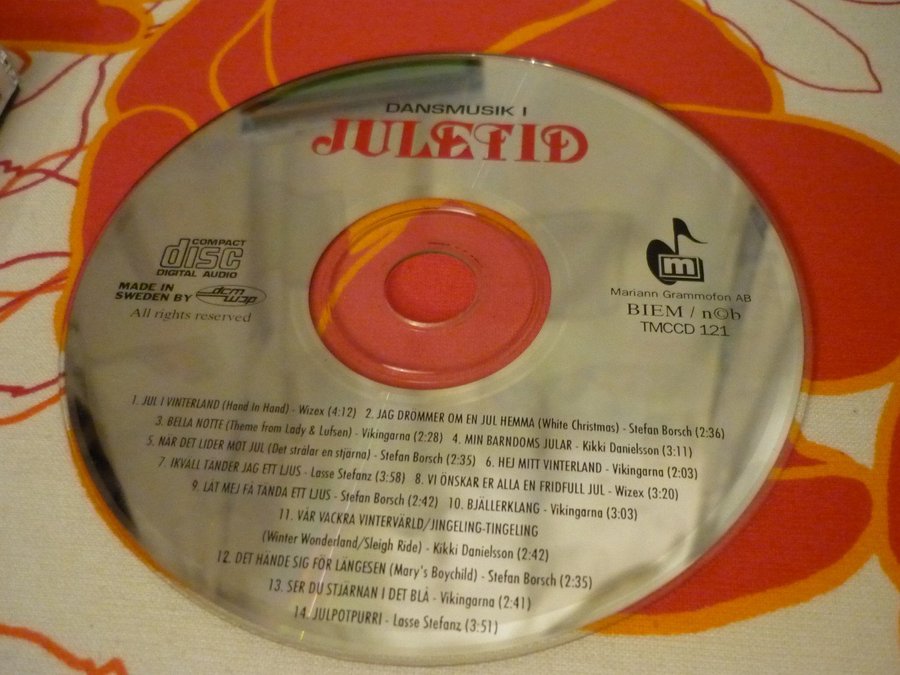 DANSMUSIK I
JULETID
COMPACT
disc
DIGITAL AUDIO
MADE IN
SWEDEN BY dcm
All rights reserved
m
Mariann Grammofon AB
BIEM / n©b
TMCCD 121
1. JUL I VINTERLAND (Hand In Hand) - Wizex (4:12) 2. JAG DRÖMMER OM EN JUL HEMMA (White Christmas) - Stefan Borsch (2:36)
3. BELLA NOTTE (Theme from Lady & Lufsen) - Vikingarna (2:28) 4. MIN BARNDOMS JULAR - Kikki Danielsson (3:11)
5. NÄR DET LIDER MOT JUL (Det strålar en stjärna) - Stefan Borsch (2:35) 6. HEJ MITT VINTERLAND - Vikingarna (2:03)
7. IKVÄLL TÄNDER JAG ETT LJUS - Lasse Stefanz (3:58) 8. VI ÖNSKAR ER ALLA EN FRIDFULL JUL - Wizex (3:20)
9. LÅT MEJ FÅ TÄNDA ETT LJUS - Stefan Borsch (2:42) 10. BJÄLLERKLANG - Vikingarna (3:03)
11. VÅR VACKRA VINTERVÄRLD/JINGELING-TINGELING
(Winter Wonderland/Sleigh Ride) - Kikki Danielsson (2:42)
12. DET HÄNDE SIG FÖR LÄNGESEN (Mary's Boychild) - Stefan Borsch (2:35)
13. SER DU STJÄRNAN I DET BLÅ - Vikingarna (2:41)
14. JULPOTPURRI - Lasse Stefanz (3:51)